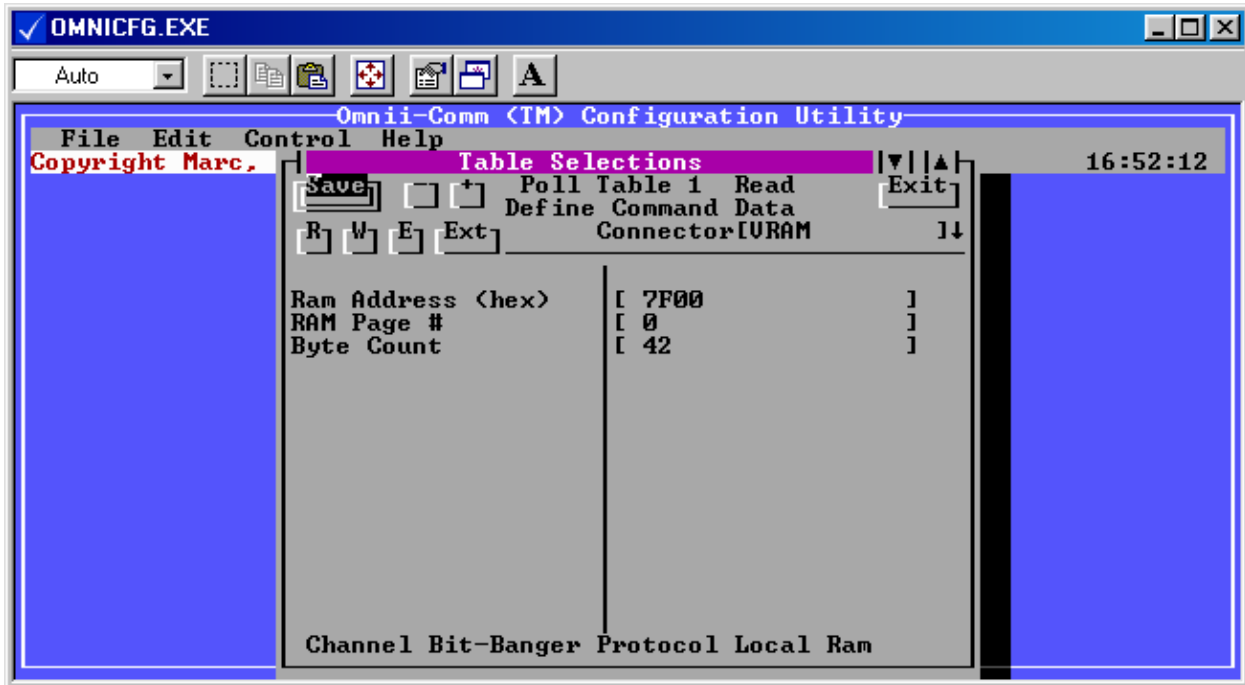 OMNICFG.EXE
Auto
A
Omnii-Comm (TM) Configuration Utility
File Edit Control Help
Copyright Marc, Table Selections 16:52:12
Save - + Poll Table 1 Read Exit
Define Command Data
R W E Ext Connector[VRAM ]↓
Ram Address (hex) [ 7F00 ]
RAM Page # [ 0 ]
Byte Count [ 42 ]
Channel Bit-Banger Protocol Local Ram